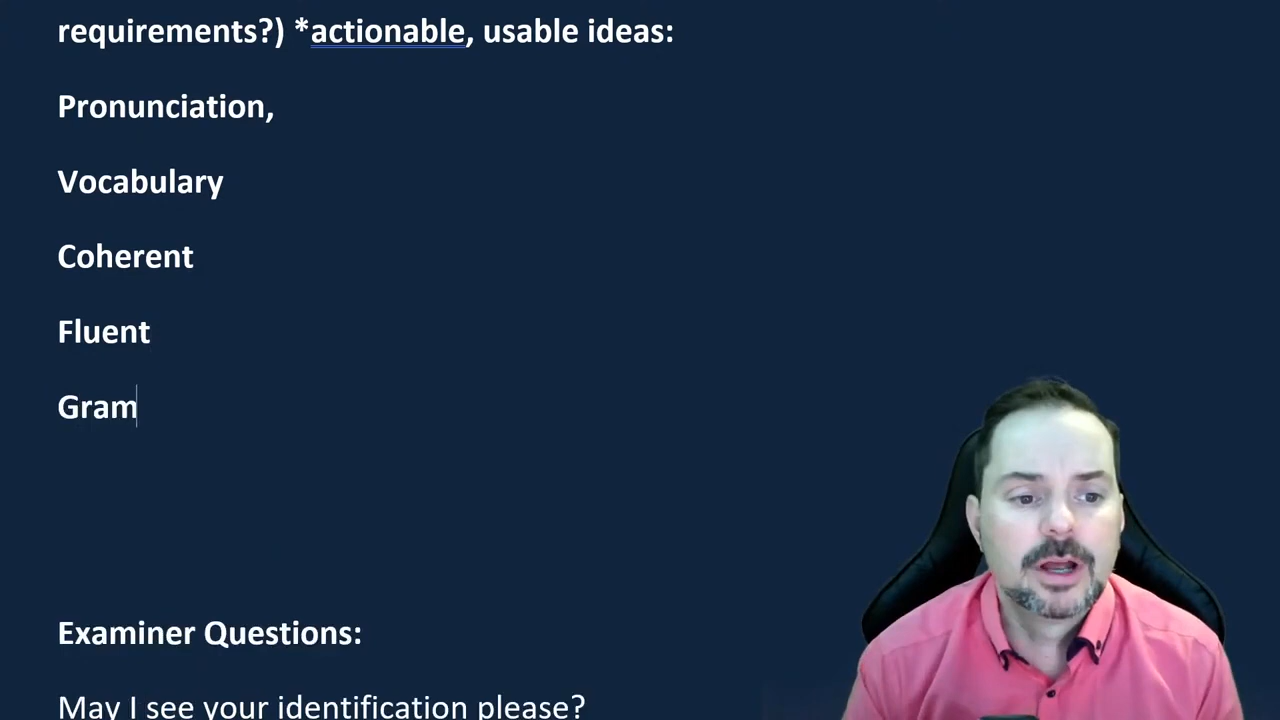 requirements?) *actionable, usable ideas:
Pronunciation,
Vocabulary
Coherent
Fluent
Gram
Examiner Questions:
May I see your identification please?